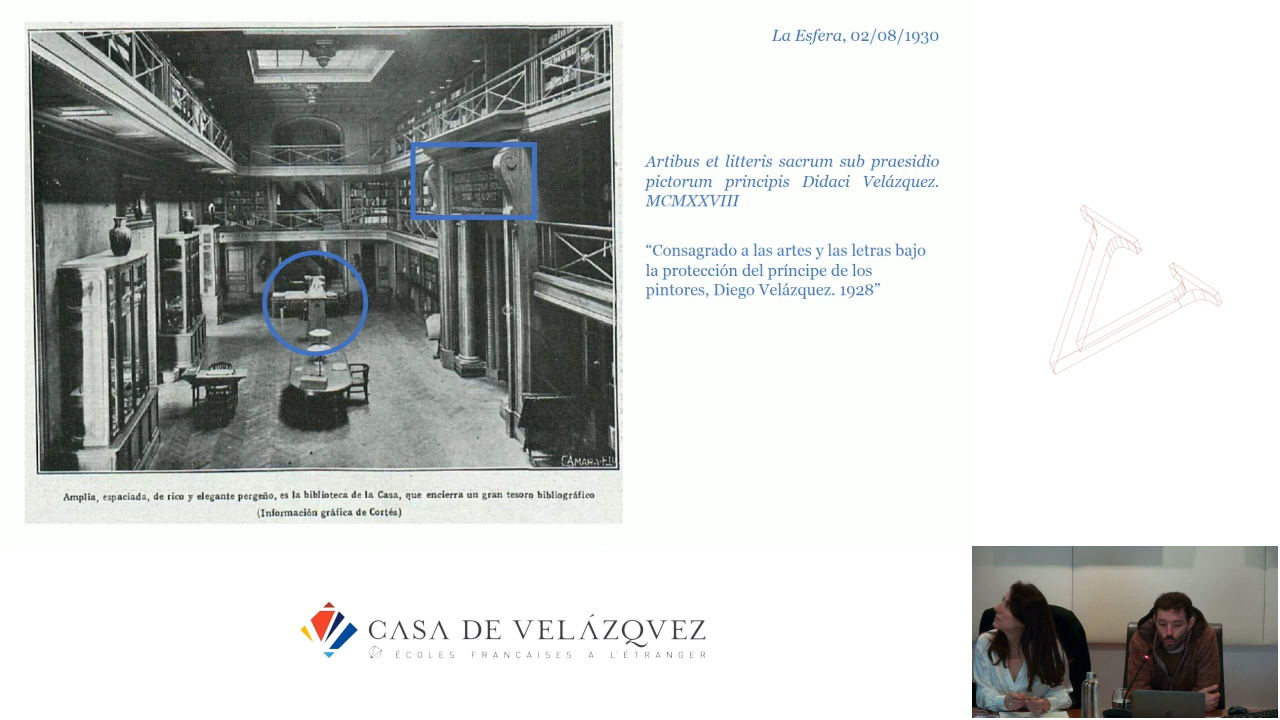 La Esfera, 02/08/1930
Artibus et litteris sacrum sub praesidio
pictorum principis Didaci Velázquez.
MCMXXVIII
“Consagrado a las artes y las letras bajo
la protección del príncipe de los
pintores, Diego Velázquez. 1928”
Amplia, espaciada, de rico y elegante pergeño, es la biblioteca de la Casa, que encierra un gran tesoro bibliográfico
(Información gráfica de Cortés)
CASA DE VELÁZQVEZ
ÉCOLES FRANÇAISES À L'ÉTRANGER